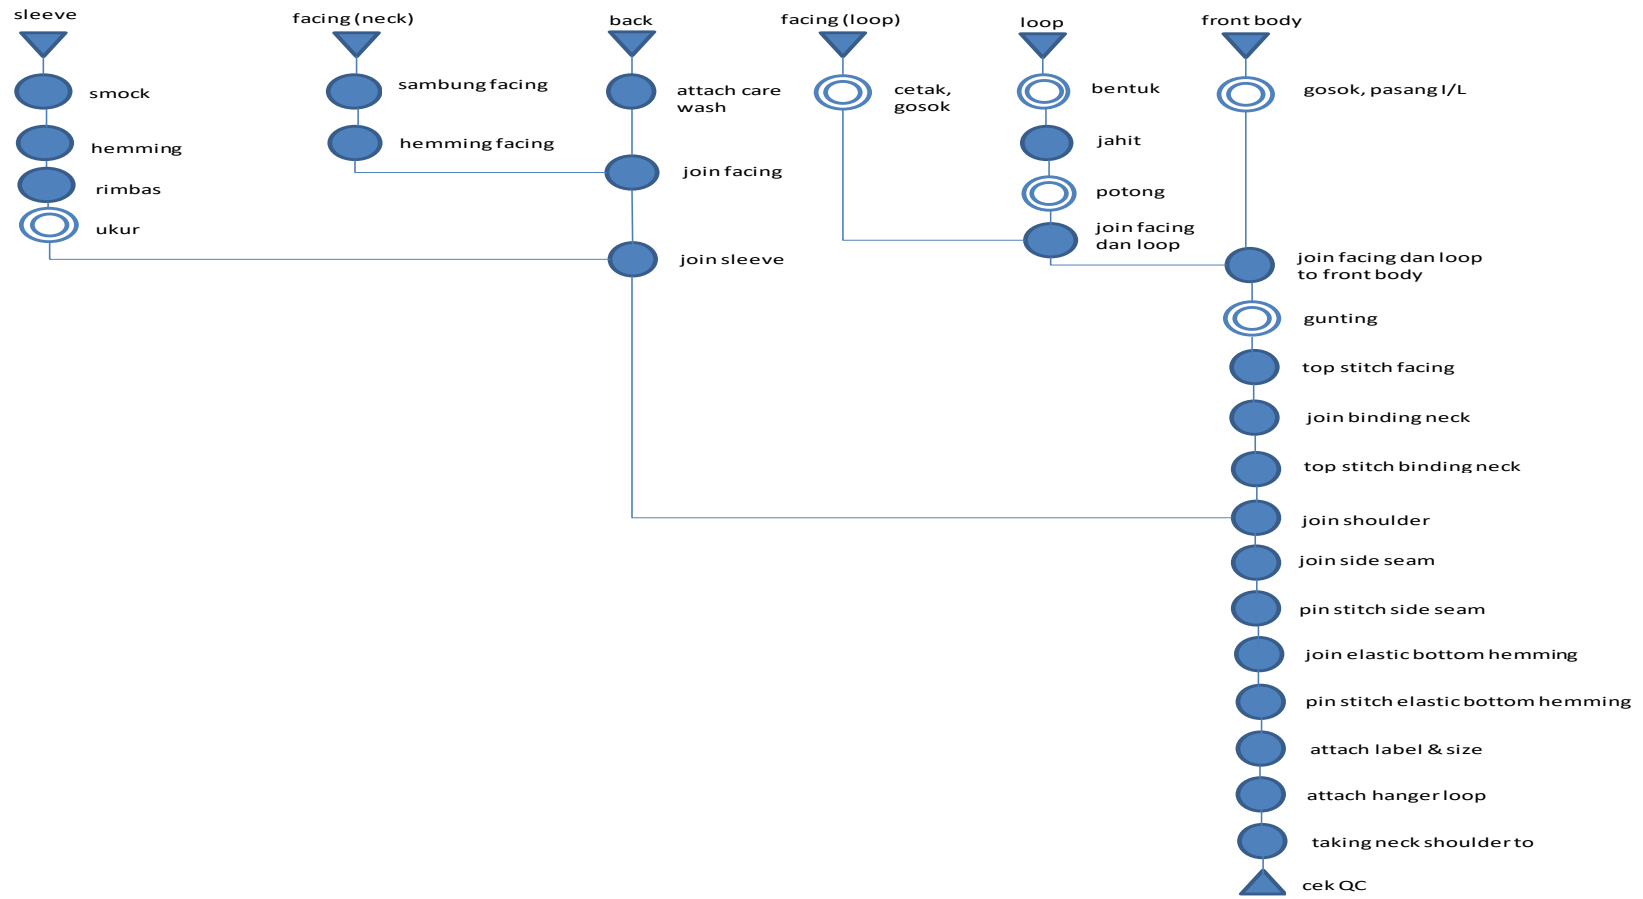 sleeve
smock
hemming
rimbas
ukur
facing (neck)
sambung facing
hemming facing
back
attach care
wash
join facing
join sleeve
facing (loop)
cetak,
gosok
loop
bentuk
jahit
potong
join facing
dan loop
front body
gosok, pasang I/L
join facing dan loop
to front body
gunting
top stitch facing
join binding neck
top stitch binding neck
join shoulder
join side seam
pin stitch side seam
join elastic bottom hemming
pin stitch elastic bottom hemming
attach label & size
attach hanger loop
taking neck shoulder to
cek QC